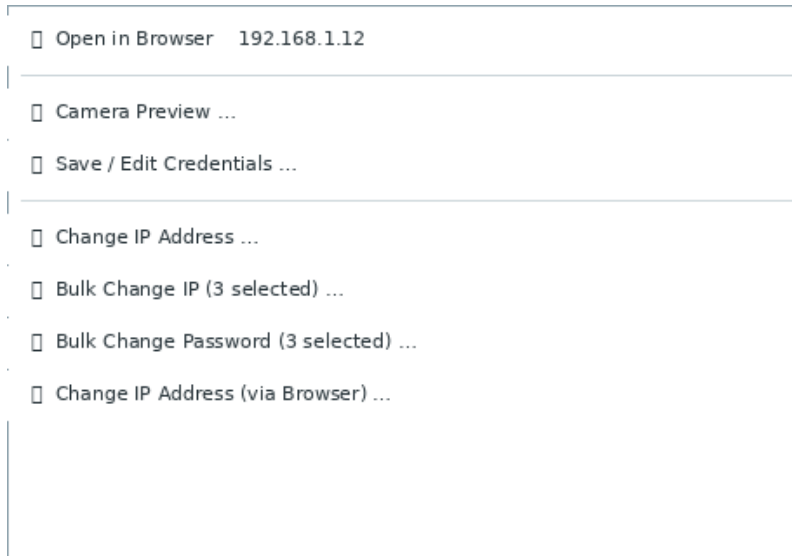 Open in Browser 192.168.1.12
Camera Preview ...
Save / Edit Credentials ...
Change IP Address ...
Bulk Change IP (3 selected) ...
Bulk Change Password (3 selected) ...
Change IP Address (via Browser) ...